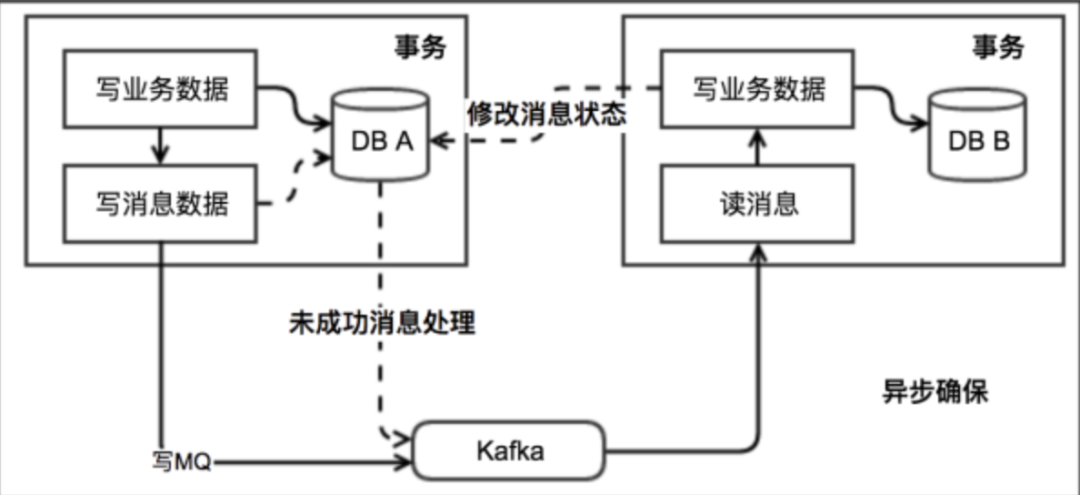 事务
写业务数据
DB A
写消息数据
修改消息状态
事务
写业务数据
DB B
读消息
未成功消息处理
异步确保
写MQ
Kafka